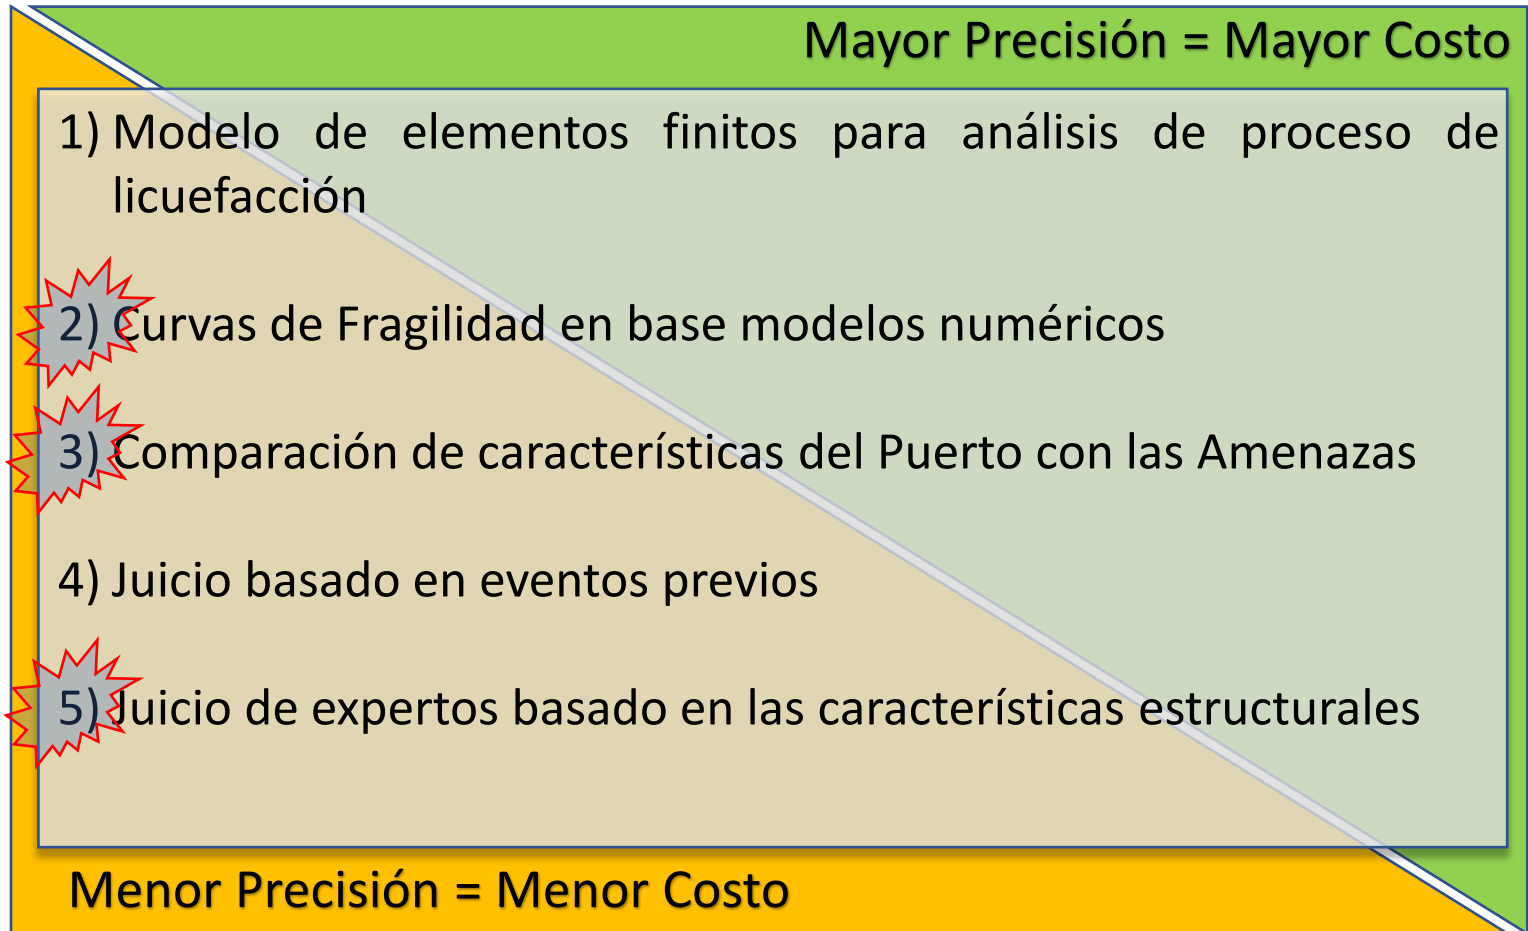 Mayor Precisión = Mayor Costo
1) Modelo de elementos finitos para análisis de proceso de
licuefacción
2) Curvas de Fragilidad en base modelos numéricos
3) Comparación de características del Puerto con las Amenazas
4) Juicio basado en eventos previos
5) Juicio de expertos basado en las características estructurales
Menor Precisión = Menor Costo